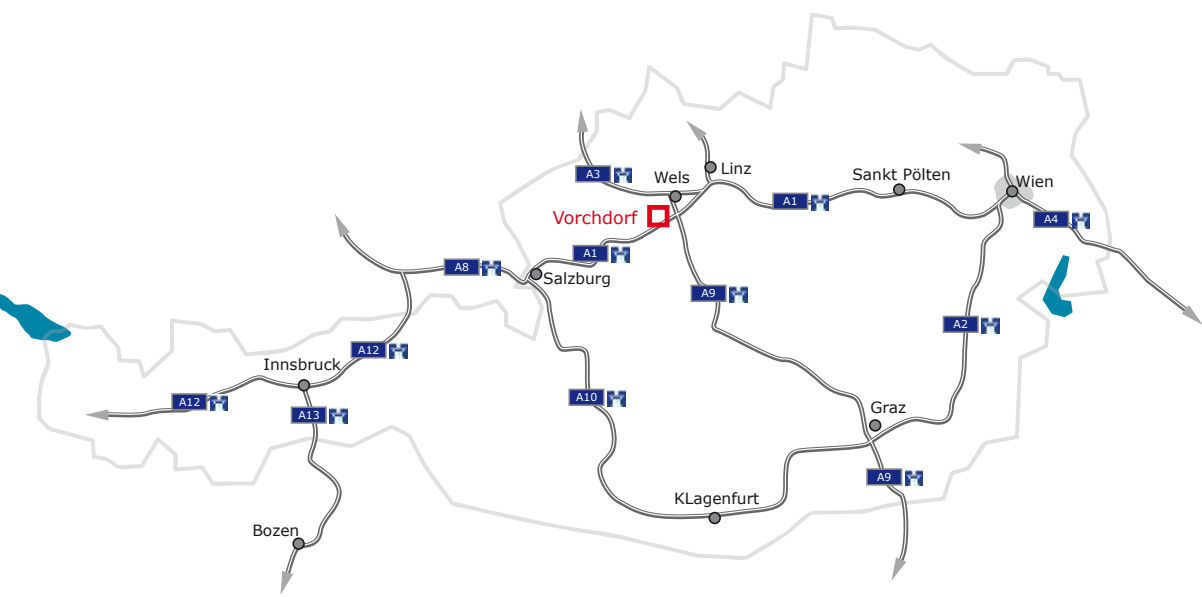 A3
Linz
Sankt Pölten
Wels
Wien
A1
Vorchdorf
A4
A1
A8
Salzburg
A9
A2
A12
Innsbruck
A12
A10
A13
Graz
A9
KLagenfurt
Bozen